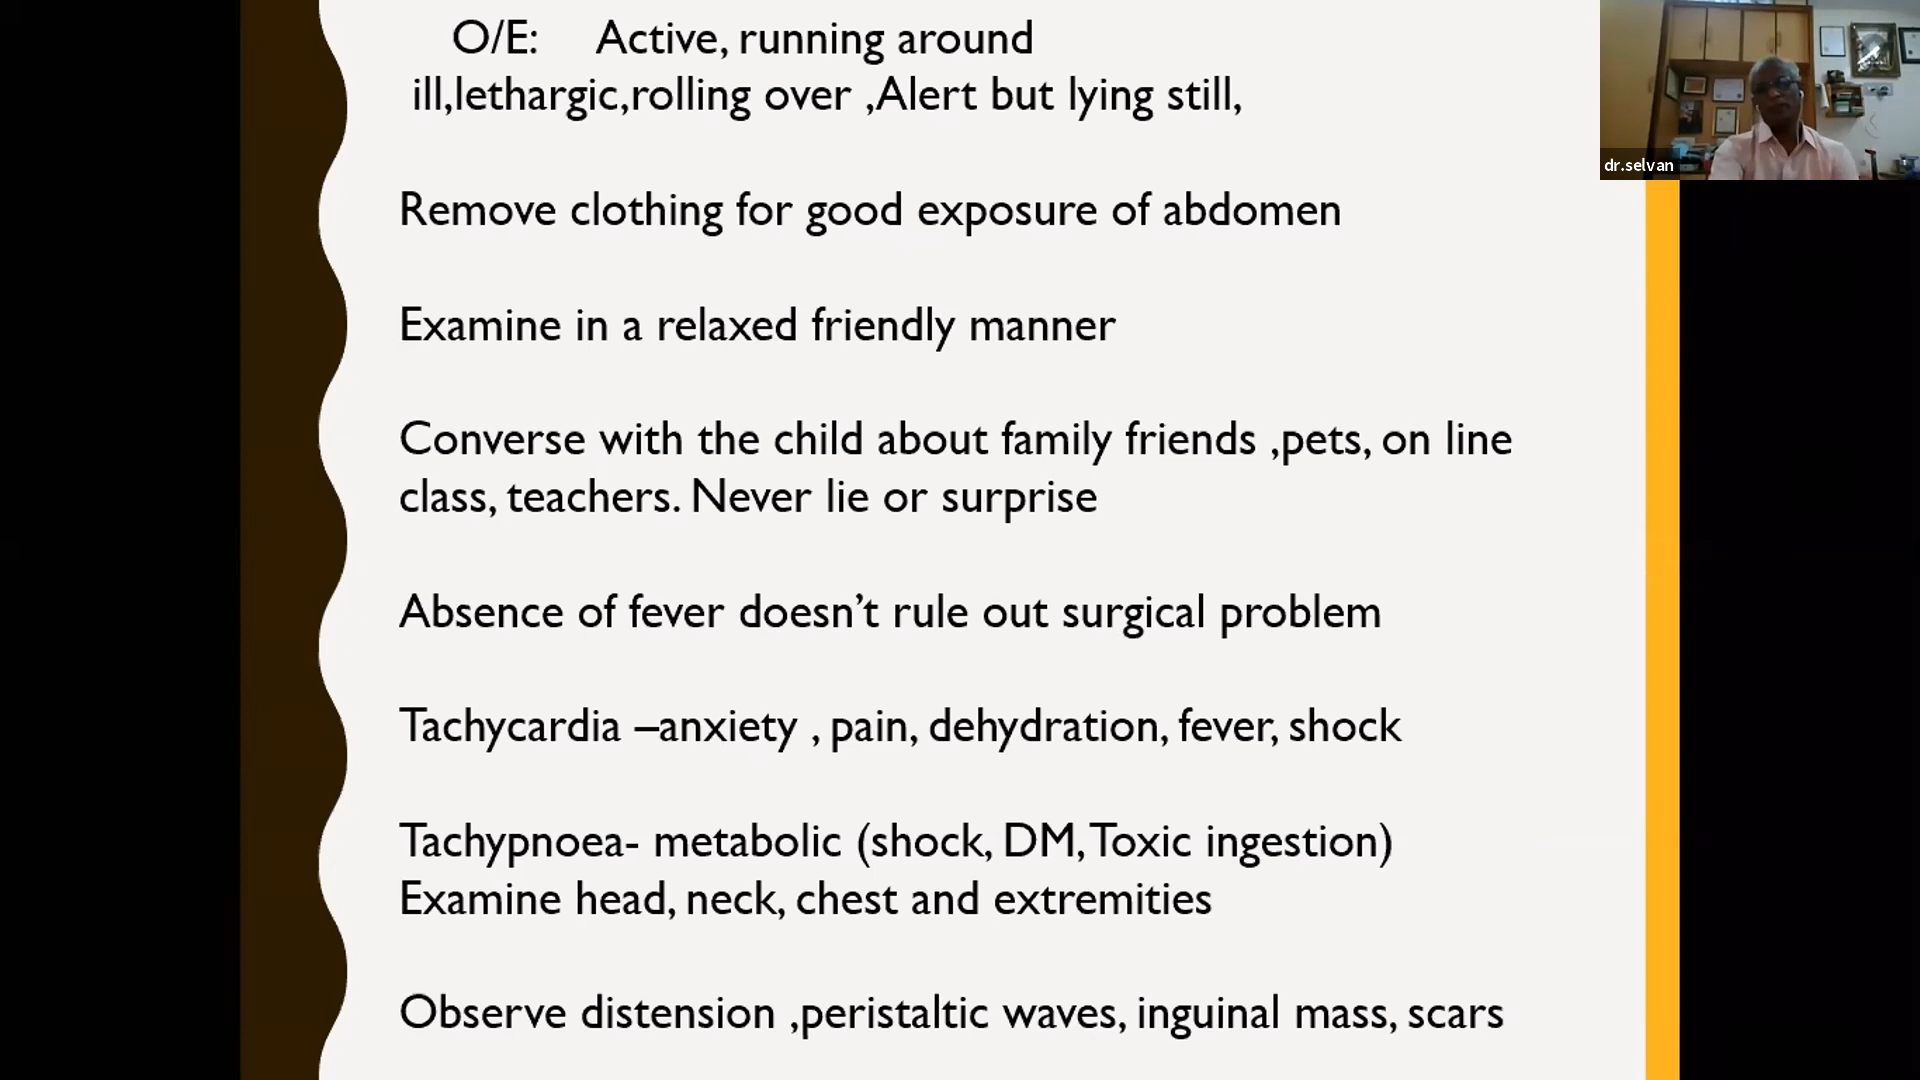 O/E: Active, running around
ill,lethargic,rolling over ,Alert but lying still,
Remove clothing for good exposure of abdomen
Examine in a relaxed friendly manner
Converse with the child about family friends ,pets, on line
class, teachers. Never lie or surprise
Absence of fever doesn’t rule out surgical problem
Tachycardia –anxiety , pain, dehydration, fever, shock
Tachypnoea- metabolic (shock, DM,Toxic ingestion)
Examine head, neck, chest and extremities
Observe distension ,peristaltic waves, inguinal mass, scars
dr.selvan